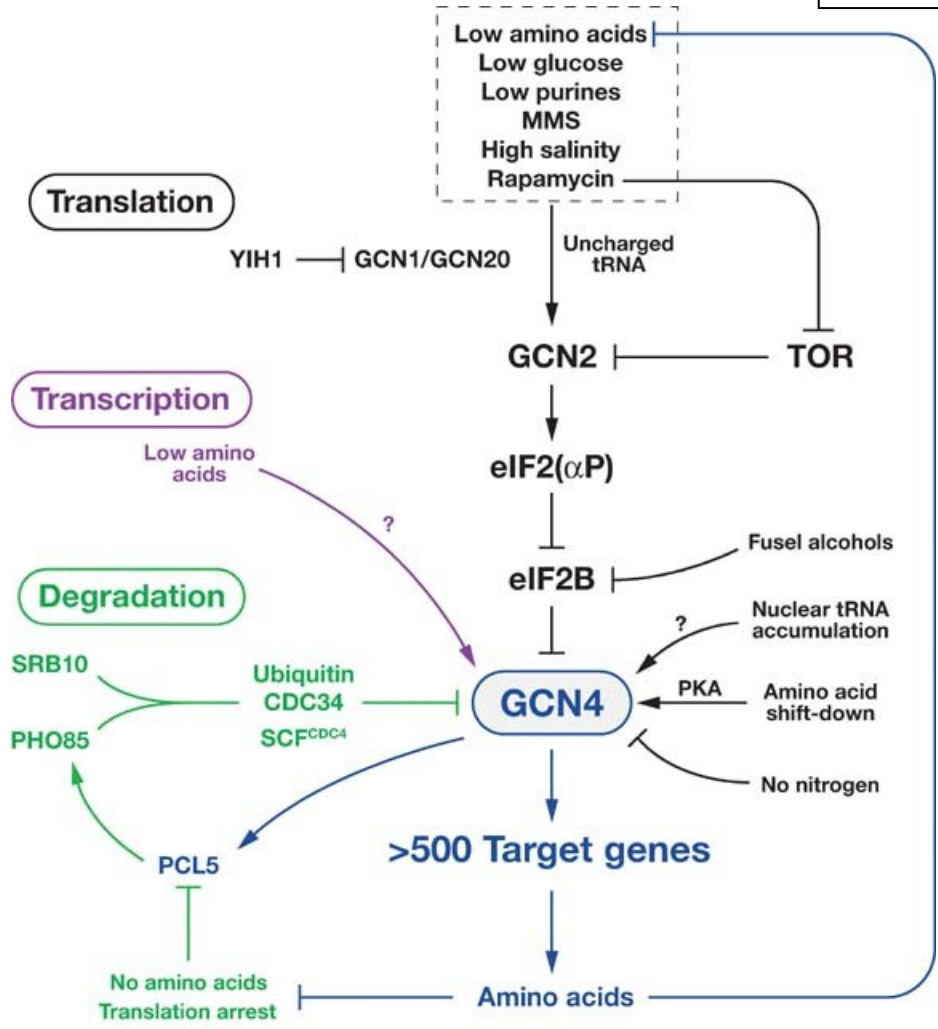 Low amino acids
Low glucose
Low purines
MMS
High salinity
Rapamycin
Translation
YIH1
GCN1/GCN20
Uncharged
tRNA
GCN2
TOR
Transcription
Low amino
acids
?
eIF2(αP)
eIF2B
Fusel alcohols
Degradation
Nuclear tRNA
accumulation
?
SRB10
PHO85
Ubiquitin
CDC34
SCFCDC4
GCN4
PKA
Amino acid
shift-down
No nitrogen
>500 Target genes
PCL5
No amino acids
Translation arrest
Amino acids